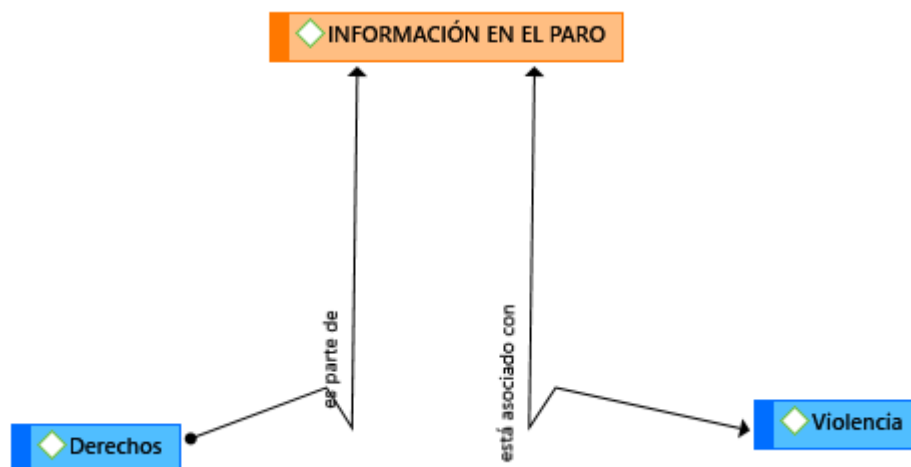 INFORMACIÓN EN EL PARO
es parte de
está asociado con
Derechos
Violencia